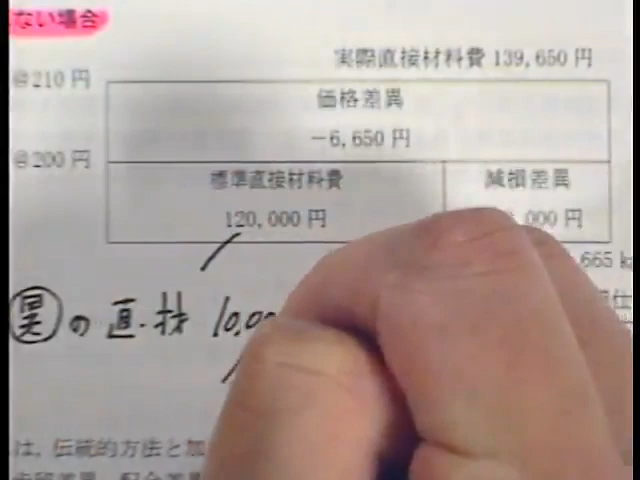 ない場合
実際直接材料費 139,650 円
@210 円
価格差異
－6,650 円
@200 円
標準直接材料費 減損差異
120,000 円 ,000 円
665
異の直・材 10,00
は、伝統的方法と加